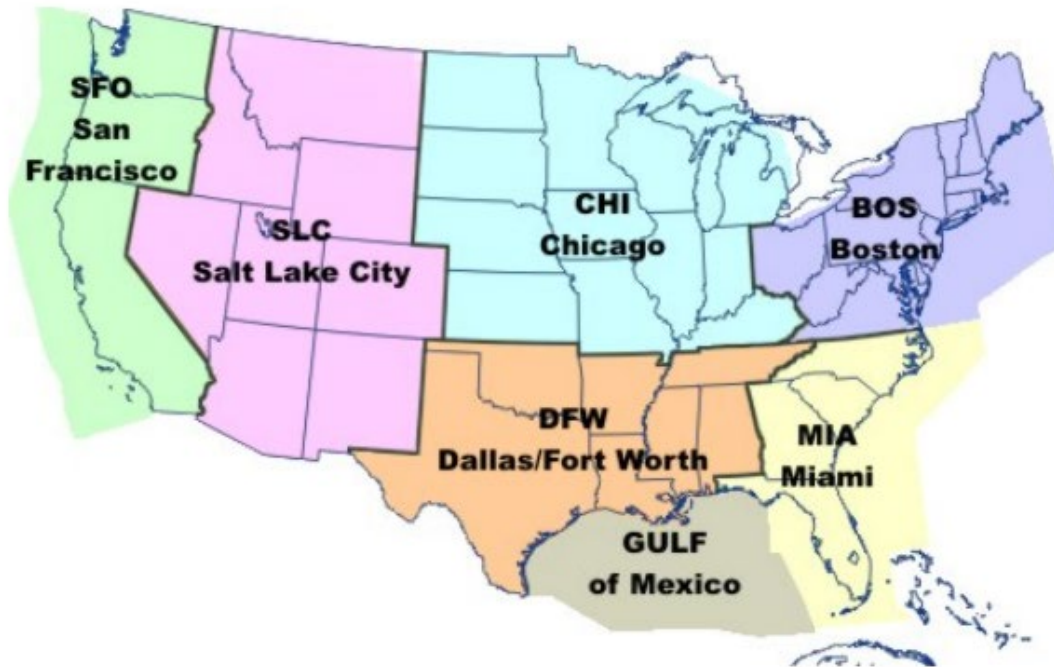 SFO
San
Francisco
SLC
Salt Lake City
CHI
Chicago
BOS
Boston
DFW
Dallas/Fort Worth
MIA
Miami
GULF
of Mexico